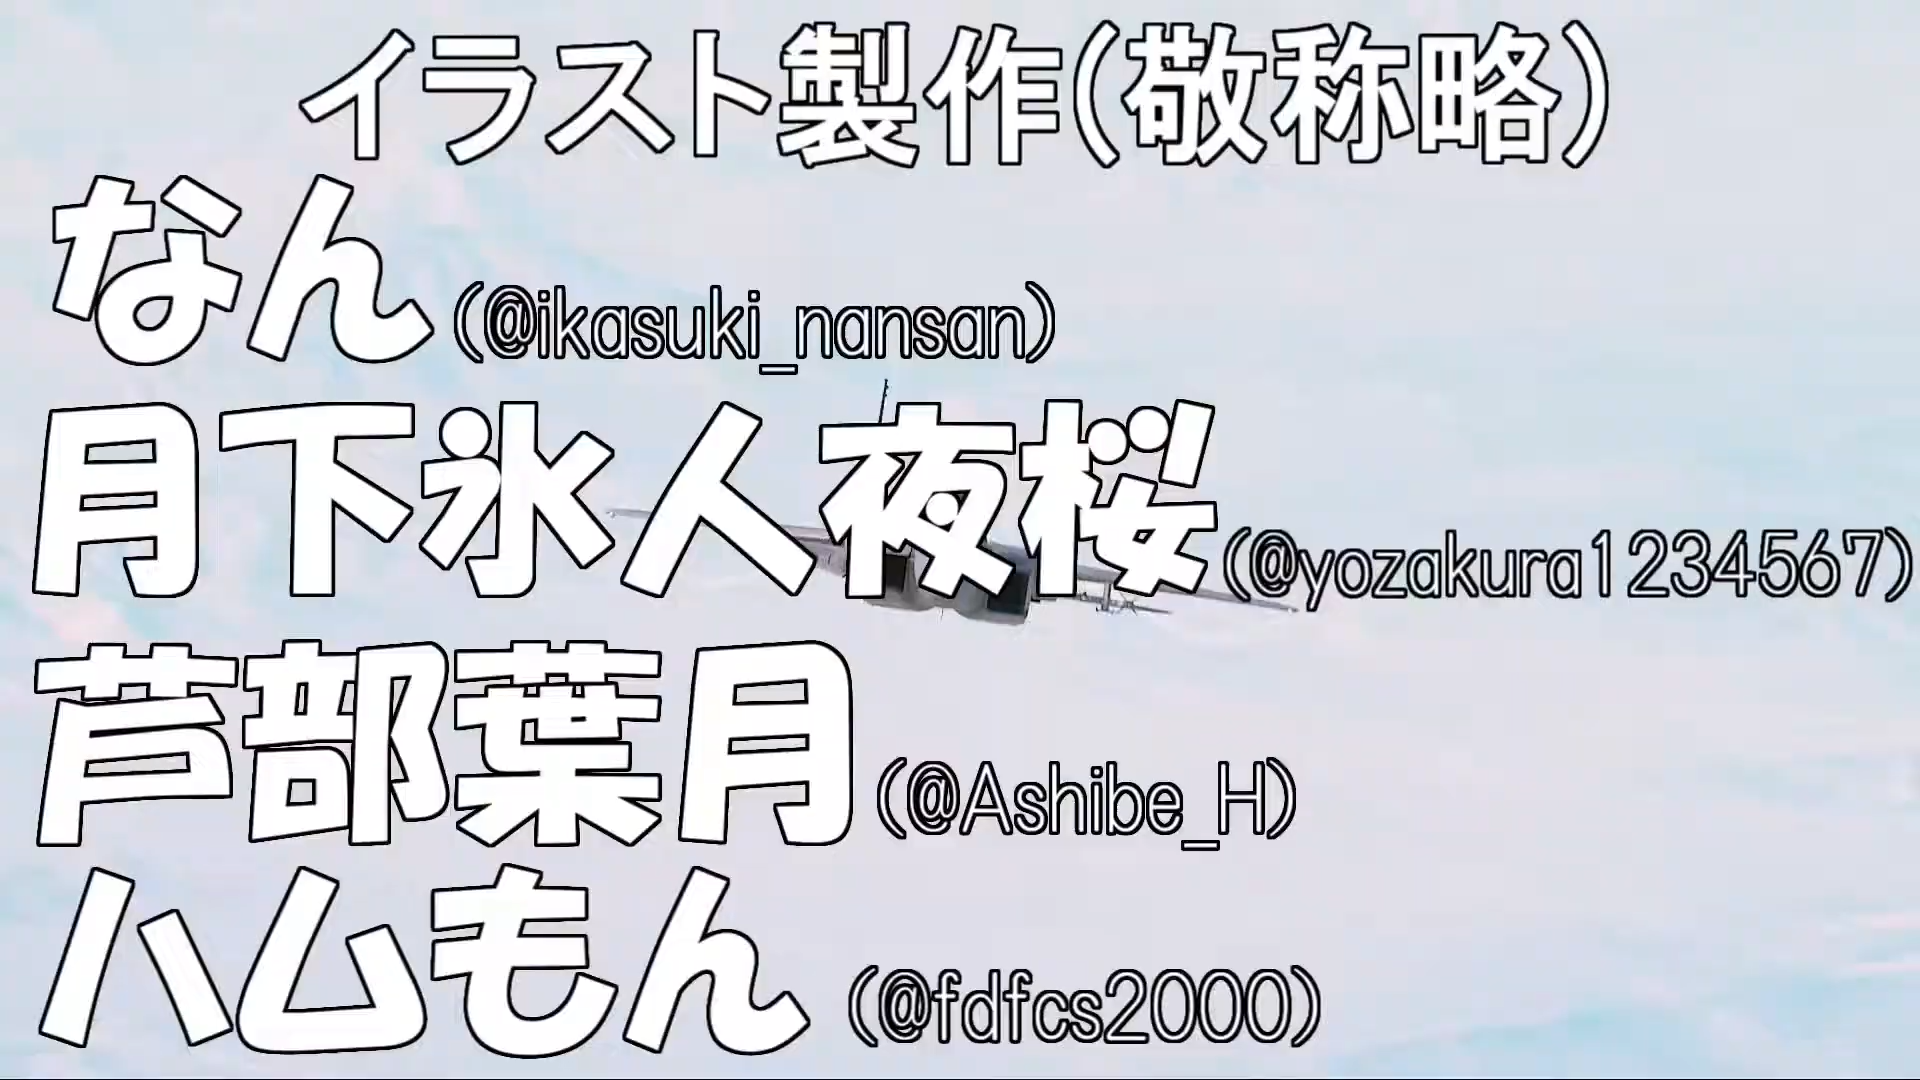 イラスト製作(敬称略)
なん(@ikasuki_nansan)
月下氷人夜桜(@yozakura1234567)
芦部葉月(@Ashibe_H)
ハムもん(@fdfcs2000)